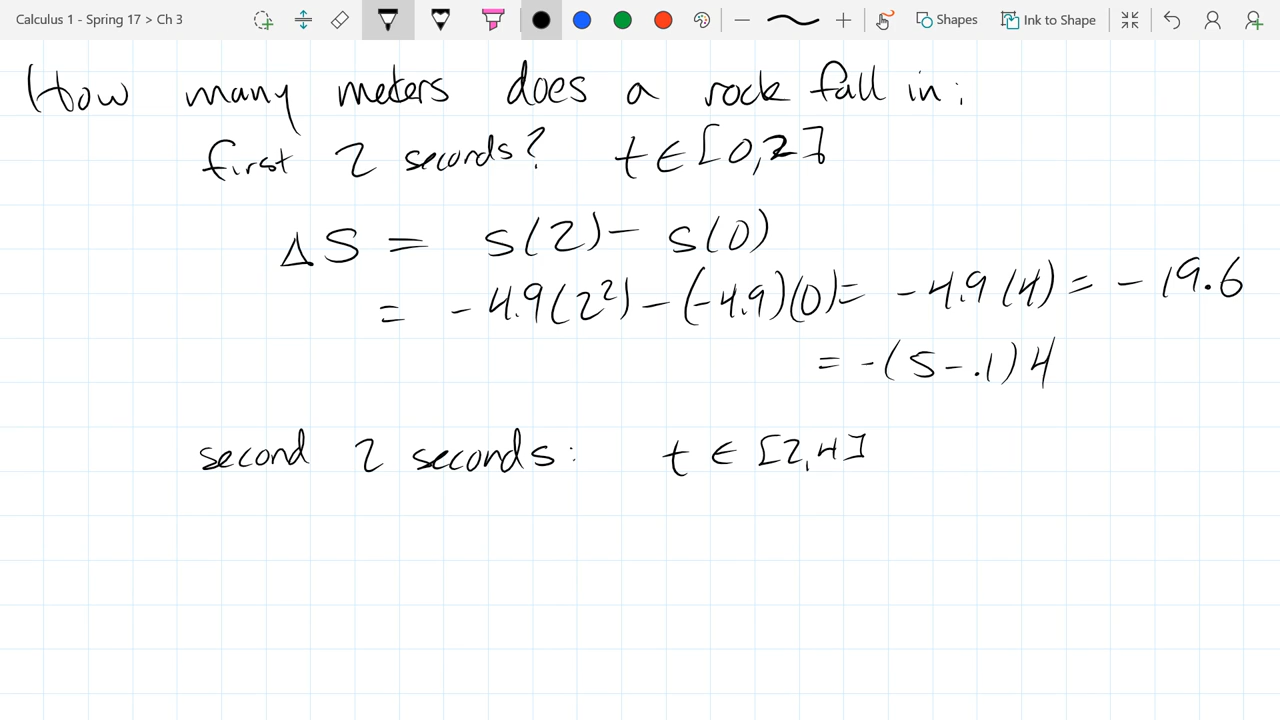 Calculus 1 - Spring 17 > Ch 3
Shapes
Ink to Shape
How many meters does a rock fall in:
first 2 seconds? t ∈ [0,2]
ΔS = s(2) - s(0)
= -4.9(2²) - (-4.9)(0) = -4.9(4) = -19.6
= -(5-.1)4
second 2 seconds: t ∈ [2,4]